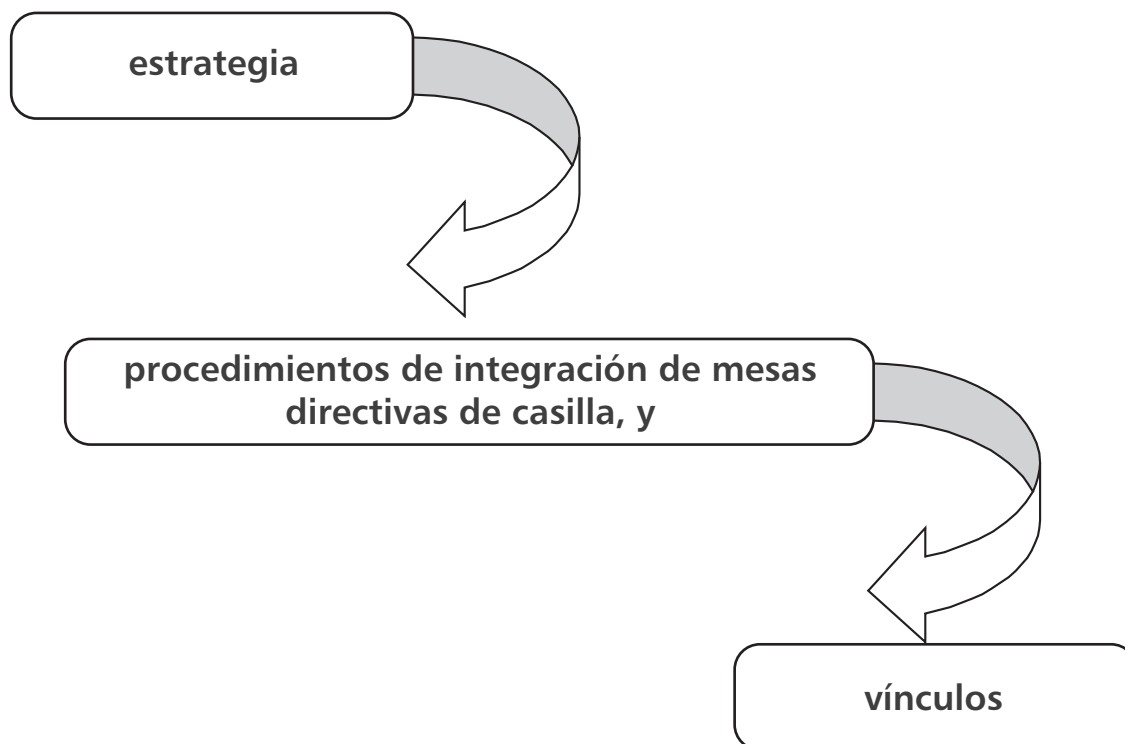 estrategia
procedimientos de integración de mesas
directivas de casilla, y
vínculos